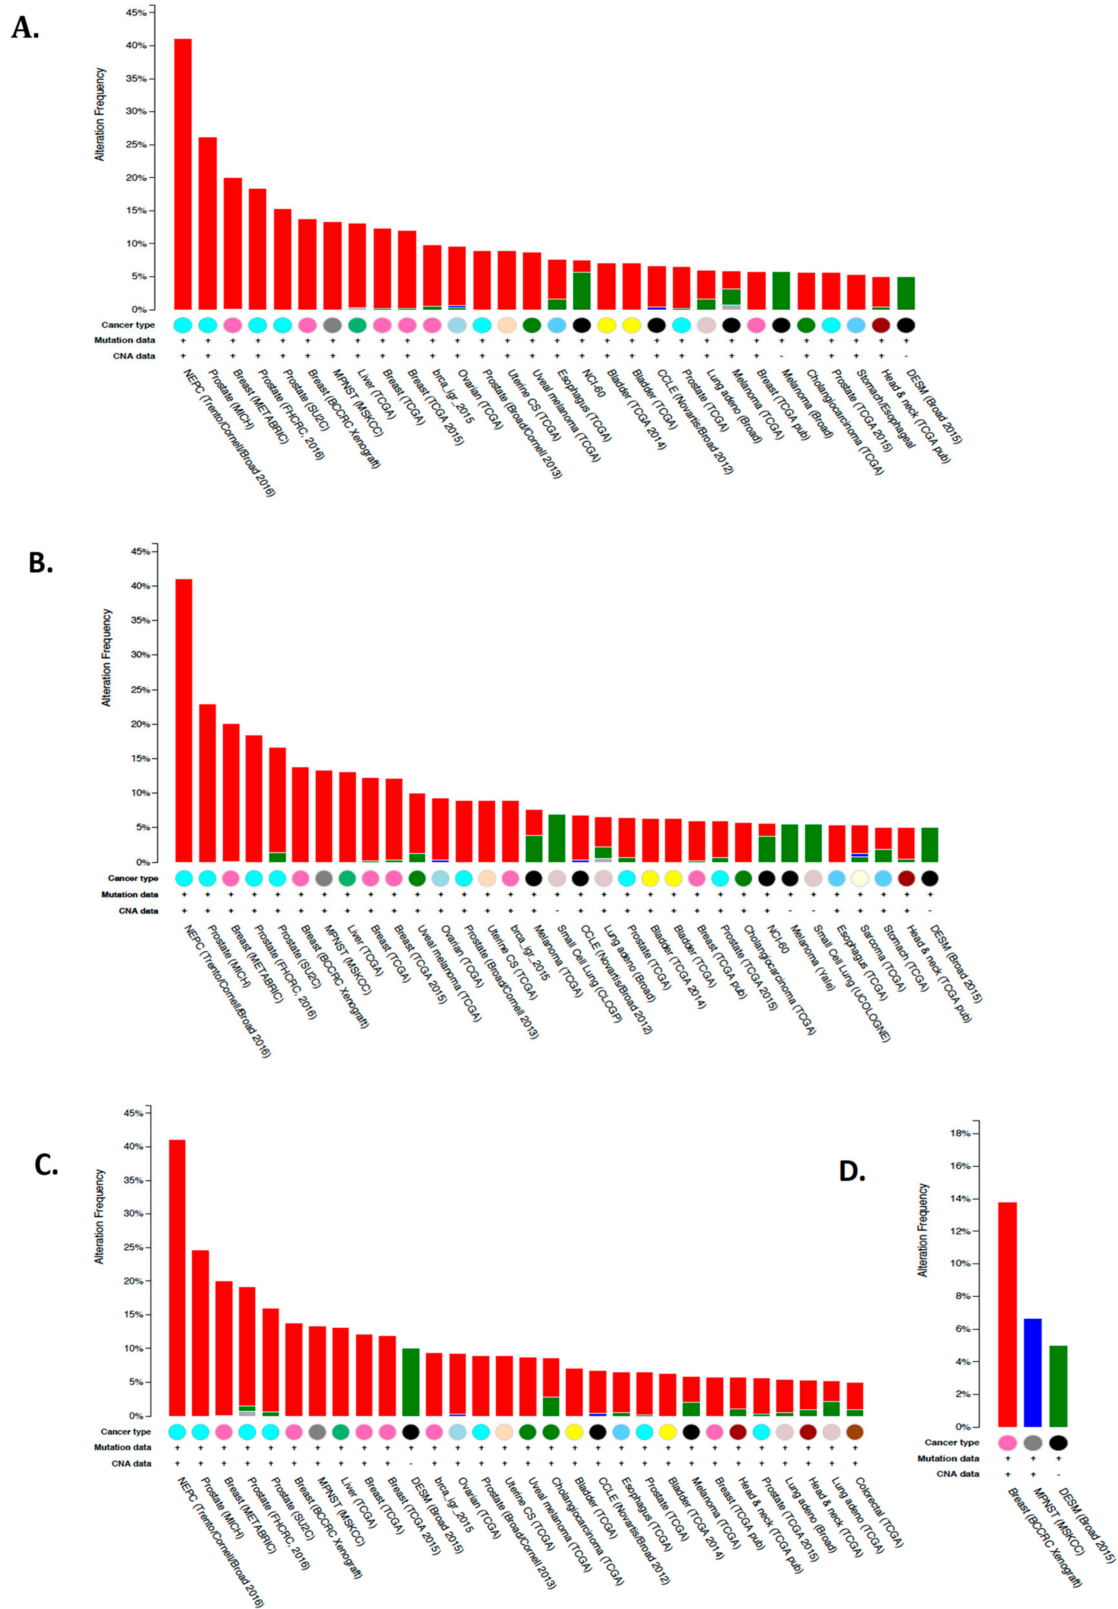 A.
Alteration Frequency
45%
40%
35%
30%
25%
20%
15%
10%
5%
0%
Cancer type
Mutation data + + + + + + + + + + + + + + + + + + + + + + + + + + + + + +
CNA data + + + + + + + + + + + + + + + + + + + + + + + + - + + + + -
NEPC (Trento/Cornell/Broad 2016)
Prostate (MICH)
Breast (METABRIC)
Prostate (FHCRC, 2016)
Prostate (SU2C)
Breast (BCCRC Xenograft)
MPNST (MSKCC)
Liver (TCGA)
Breast (TCGA)
Breast (TCGA 2015)
brca_igr_2015
Ovarian (TCGA)
Prostate (Broad/Cornell 2013)
Uterine CS (TCGA)
Uveal melanoma (TCGA)
Esophagus (TCGA)
NCI-60
Bladder (TCGA 2014)
Bladder (TCGA)
CCLE (Novartis/Broad 2012)
Prostate (TCGA)
Lung adeno (Broad)
Melanoma (TCGA)
Breast (TCGA pub)
Melanoma (Broad)
Cholangiocarcinoma (TCGA)
Prostate (TCGA 2015)
Stomach/Esophageal
Head & neck (TCGA pub)
DESM (Broad 2015)
B.
Alteration Frequency
45%
40%
35%
30%
25%
20%
15%
10%
5%
0%
Cancer type
Mutation data + + + + + + + + + + + + + + + + + + + + + + + + + + + + + + + + +
CNA data + + + + + + + + + + + + + + + + - + + + + + + + + + - - + + + + -
NEPC (Trento/Cornell/Broad 2016)
Prostate (MICH)
Breast (METABRIC)
Prostate (FHCRC, 2016)
Prostate (SU2C)
Breast (BCCRC Xenograft)
MPNST (MSKCC)
Liver (TCGA)
Breast (TCGA)
Breast (TCGA 2015)
Uveal melanoma (TCGA)
Ovarian (TCGA)
Prostate (Broad/Cornell 2013)
Uterine CS (TCGA)
brca_igr_2015
Melanoma (TCGA)
Small Cell Lung (CLCGP)
CCLE (Novartis/Broad 2012)
Lung adeno (Broad)
Prostate (TCGA)
Bladder (TCGA 2014)
Bladder (TCGA)
Breast (TCGA pub)
Prostate (TCGA 2015)
Cholangiocarcinoma (TCGA)
NCI-60
Melanoma (Yale)
Small Cell Lung (UCOLOGNE)
Esophagus (TCGA)
Sarcoma (TCGA)
Stomach (TCGA)
Head & neck (TCGA pub)
DESM (Broad 2015)
C.
Alteration Frequency
45%
40%
35%
30%
25%
20%
15%
10%
5%
0%
Cancer type
Mutation data + + + + + + + + + + + + + + + + + + + + + + + + + + + + + +
CNA data + + + + + + + + + + - + + + + + + + + + + + + + + + + + + +
NEPC (Trento/Cornell/Broad 2016)
Prostate (MICH)
Breast (METABRIC)
Prostate (FHCRC, 2016)
Prostate (SU2C)
Breast (BCCRC Xenograft)
MPNST (MSKCC)
Liver (TCGA)
Breast (TCGA)
Breast (TCGA 2015)
DESM (Broad 2015)
brca_igr_2015
Ovarian (TCGA)
Prostate (Broad/Cornell 2013)
Uterine CS (TCGA)
Uveal melanoma (TCGA)
Cholangiocarcinoma (TCGA)
Bladder (TCGA)
CCLE (Novartis/Broad 2012)
Esophagus (TCGA)
Prostate (TCGA)
Bladder (TCGA 2014)
Melanoma (TCGA)
Breast (TCGA pub)
Head & neck (TCGA pub)
Prostate (TCGA 2015)
Lung adeno (Broad)
Head & neck (TCGA)
Lung adeno (TCGA)
Colorectal (TCGA)
D.
Alteration Frequency
18%
16%
14%
12%
10%
8%
6%
4%
2%
0%
Cancer type
Mutation data + + +
CNA data + + -
Breast (BCCRC Xenograft)
MPNST (MSKCC)
DESM (Broad 2015)